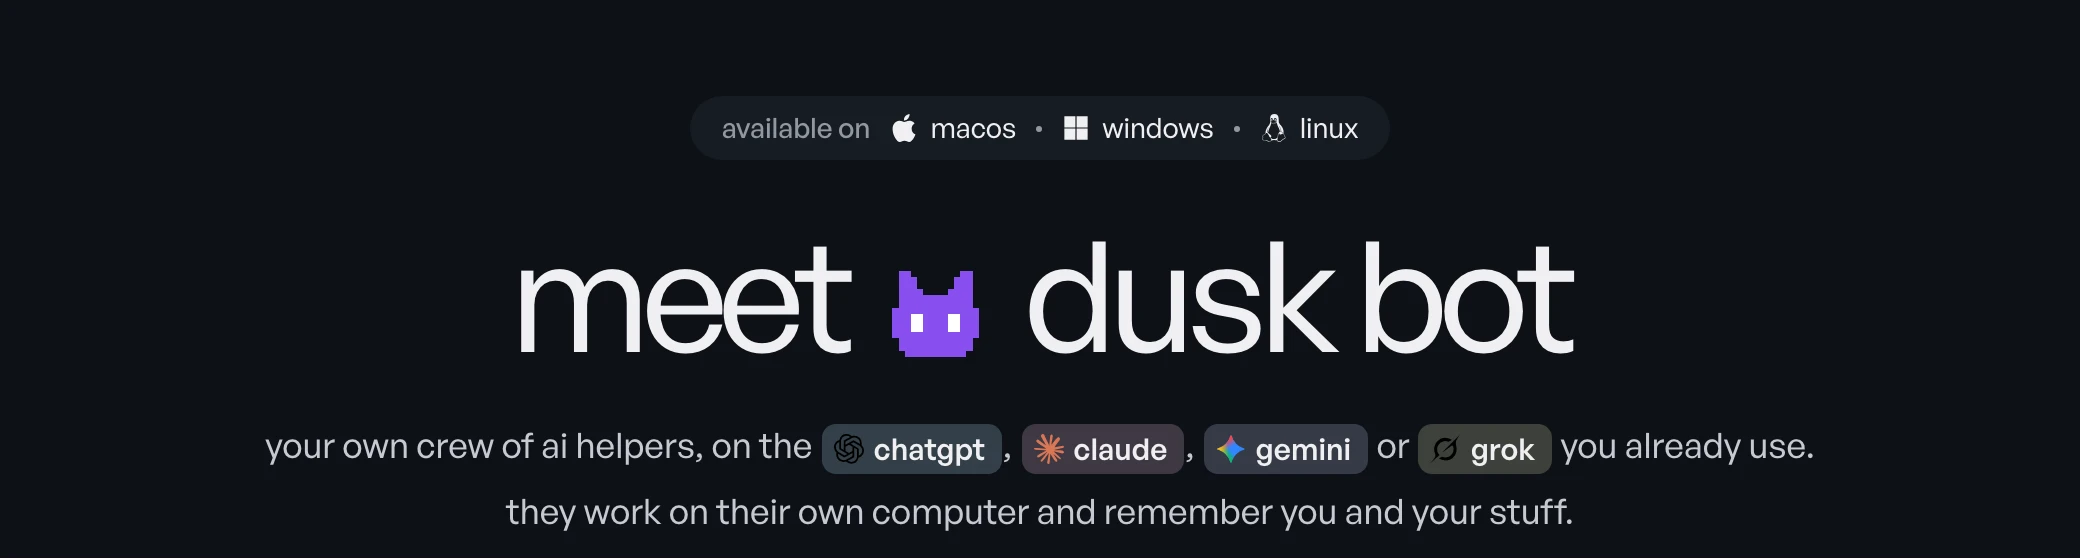 available on macos • windows • linux
meet dusk bot
your own crew of ai helpers, on the chatgpt, claude, gemini or grok you already use.
they work on their own computer and remember you and your stuff.